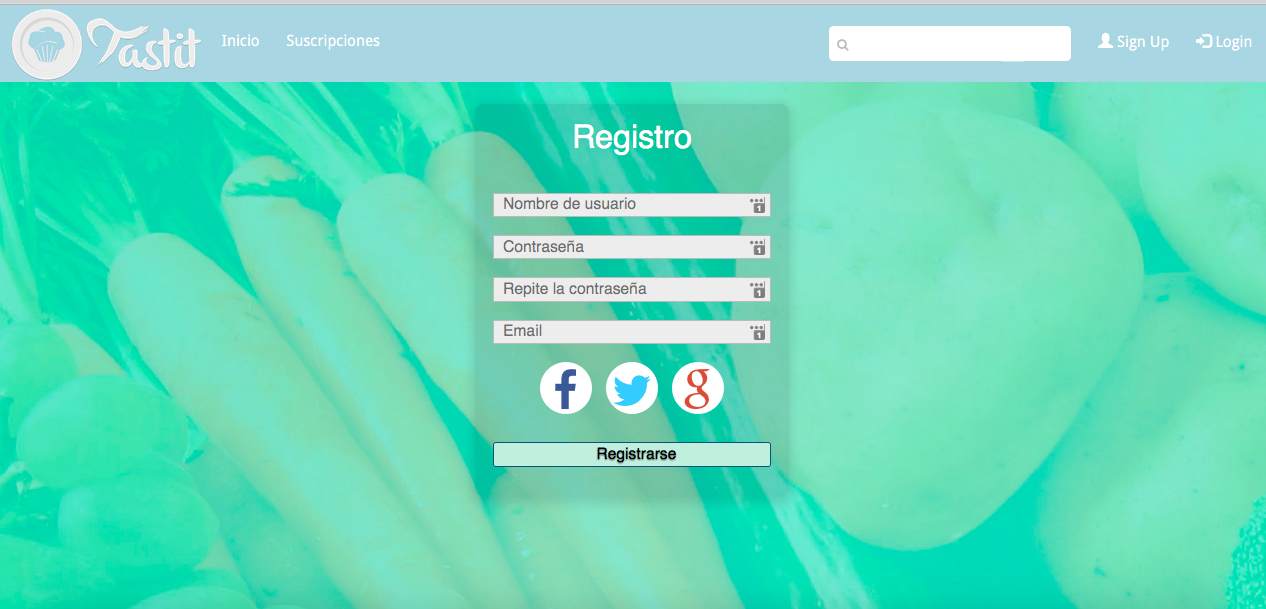 Tastit
Inicio
Suscripciones
Sign Up
Login
Registro
Nombre de usuario
Contraseña
Repite la contraseña
Email
Registrarse